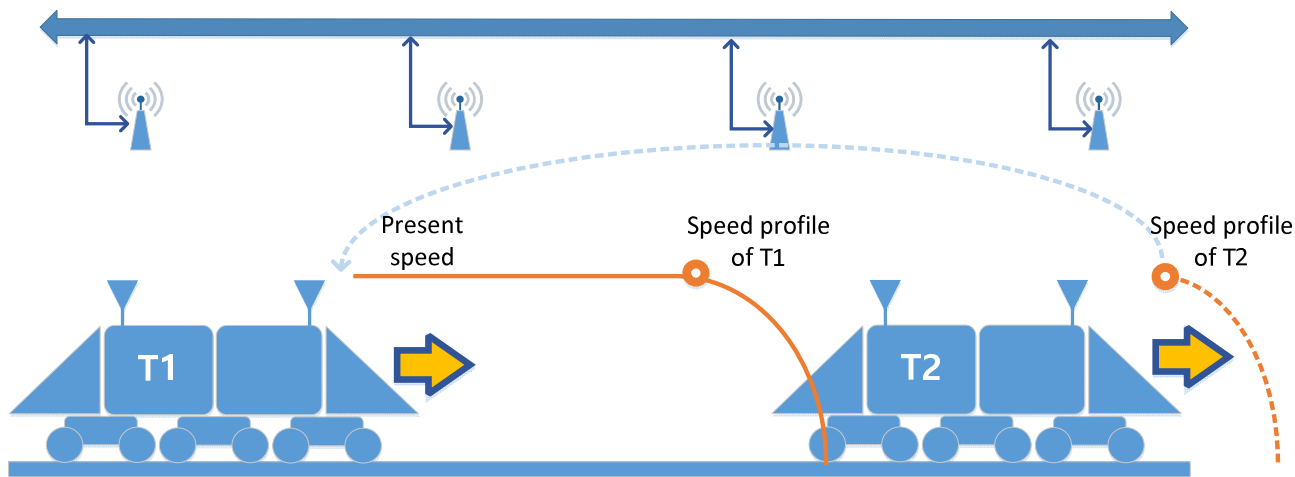 Present
speed
Speed profile
of T1
Speed profile
of T2
T1
T2